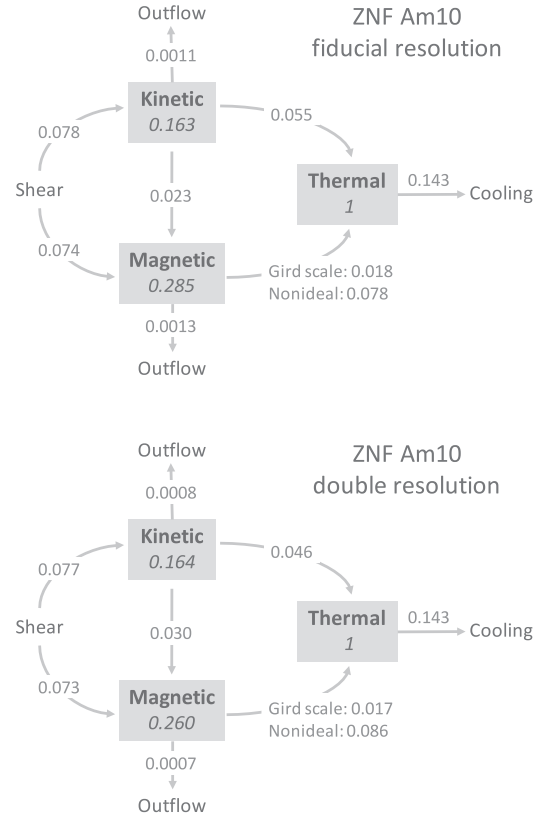 Outflow
ZNF Am10
fiducial resolution
0.0011
Kinetic
0.163
0.055
0.078
Thermal
1
0.143
Cooling
Shear
0.023
0.074
Magnetic
0.285
Gird scale: 0.018
Nonideal: 0.078
0.0013
Outflow
Outflow
ZNF Am10
double resolution
0.0008
Kinetic
0.164
0.046
0.077
Thermal
1
0.143
Cooling
Shear
0.030
0.073
Magnetic
0.260
Gird scale: 0.017
Nonideal: 0.086
0.0007
Outflow